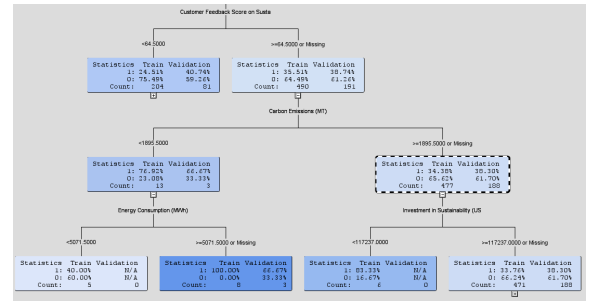 Customer Feedback Score on Susta
<64.5000
>=64.5000 or Missing
Statistics Train Validation
1: 24.51% 40.74%
0: 75.49% 59.26%
Count: 204 81
Statistics Train Validation
1: 35.51% 38.74%
0: 64.49% 61.26%
Count: 490 191
Carbon Emissions (MT)
<1895.5000
>=1895.5000 or Missing
Statistics Train Validation
1: 76.92% 66.67%
0: 23.08% 33.33%
Count: 13 3
Statistics Train Validation
1: 34.38% 38.30%
0: 65.62% 61.70%
Count: 477 188
Energy Consumption (MWh)
Investment in Sustainability (US
<5071.5000
>=5071.5000 or Missing
<117237.0000
>=117237.0000 or Missing
Statistics Train Validation
1: 40.00% N/A
0: 60.00% N/A
Count: 5 0
Statistics Train Validation
1: 100.00% 66.67%
0: 0.00% 33.33%
Count: 8 3
Statistics Train Validation
1: 83.33% N/A
0: 16.67% N/A
Count: 6 0
Statistics Train Validation
1: 33.76% 38.30%
0: 66.24% 61.70%
Count: 471 188